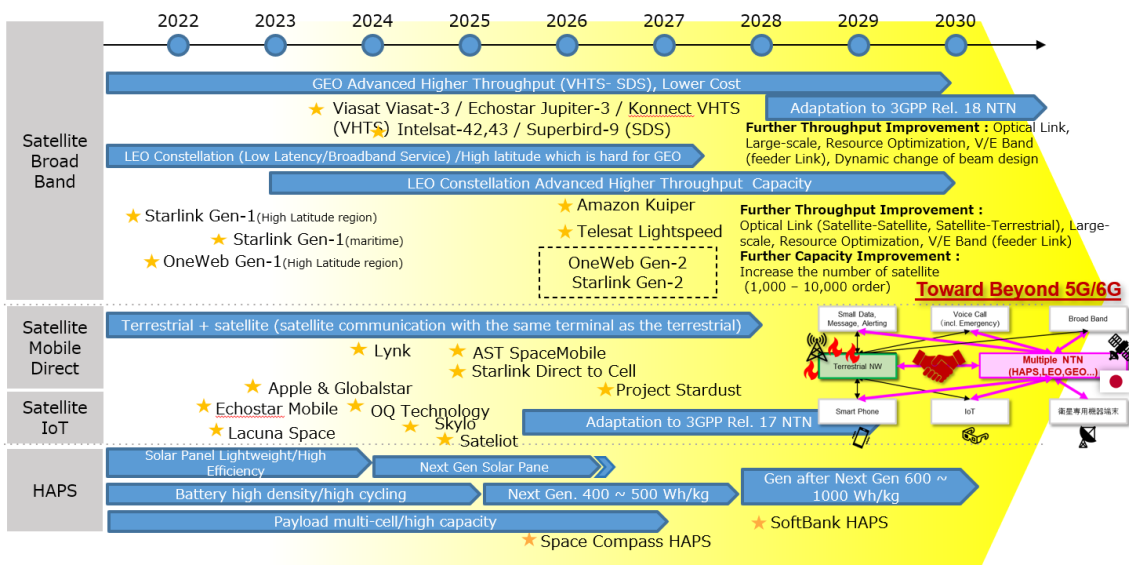 2022 2023 2024 2025 2026 2027 2028 2029 2030
Satellite
Broad
Band
GEO Advanced Higher Throughput (VHTS- SDS), Lower Cost
Viasat Viasat-3 / Echostar Jupiter-3 / Konnect VHTS
(VHTS)
Intelsat-42,43 / Superbird-9 (SDS)
Adaptation to 3GPP Rel. 18 NTN
Further Throughput Improvement : Optical Link,
Large-scale, Resource Optimization, V/E Band
(feeder Link), Dynamic change of beam design
LEO Constellation (Low Latency/Broadband Service) /High latitude which is hard for GEO
LEO Constellation Advanced Higher Throughput Capacity
Starlink Gen-1(High Latitude region)
Starlink Gen-1(maritime)
OneWeb Gen-1(High Latitude region)
Amazon Kuiper
Telesat Lightspeed
OneWeb Gen-2
Starlink Gen-2
Further Throughput Improvement :
Optical Link (Satellite-Satellite, Satellite-Terrestrial), Large-
scale, Resource Optimization, V/E Band (feeder Link)
Further Capacity Improvement :
Increase the number of satellite
(1,000 – 10,000 order)
Toward Beyond 5G/6G
Satellite
Mobile
Direct
Terrestrial + satellite (satellite communication with the same terminal as the terrestrial)
Lynk
AST SpaceMobile
Starlink Direct to Cell
Apple & Globalstar
Project Stardust
Small Data,
Message, Alerting
Voice Call
(incl. Emergency)
Broad Band
Terrestrial NW
Multiple NTN
(HAPS,LEO,GEO...)
Smart Phone
IoT
衛星専用機器端末
Satellite
IoT
Echostar Mobile
OQ Technology
Lacuna Space
Skylo
Sateliot
Adaptation to 3GPP Rel. 17 NTN
HAPS
Solar Panel Lightweight/High
Efficiency
Next Gen Solar Pane
Battery high density/high cycling
Next Gen. 400 ~ 500 Wh/kg
Gen after Next Gen 600 ~
1000 Wh/kg
Payload multi-cell/high capacity
SoftBank HAPS
Space Compass HAPS